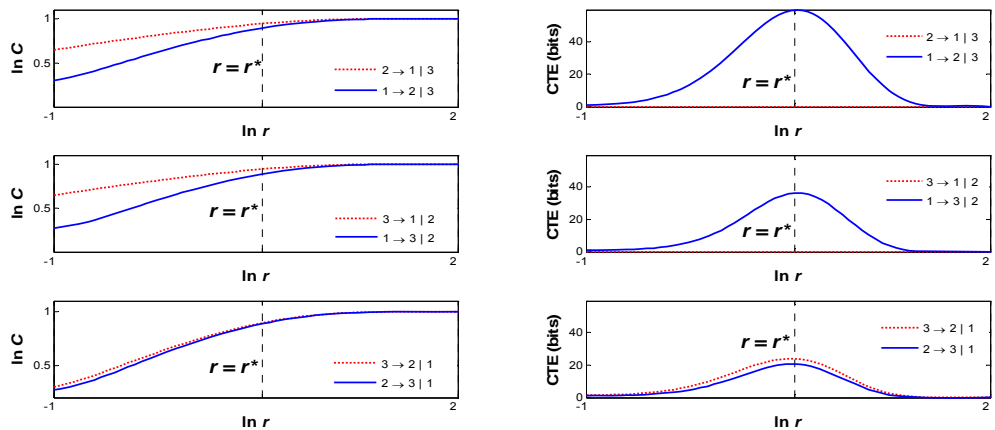 1
0.5
ln C
r = r*
2 → 1 | 3
1 → 2 | 3
-1
2
ln r
40
20
0
CTE (bits)
r = r*
2 → 1 | 3
1 → 2 | 3
-1
2
ln r
1
0.5
ln C
r = r*
3 → 1 | 2
1 → 3 | 2
-1
2
ln r
40
20
0
CTE (bits)
r = r*
3 → 1 | 2
1 → 3 | 2
-1
2
ln r
1
0.5
ln C
r = r*
3 → 2 | 1
2 → 3 | 1
-1
2
ln r
40
20
0
CTE (bits)
r = r*
3 → 2 | 1
2 → 3 | 1
-1
2
ln r